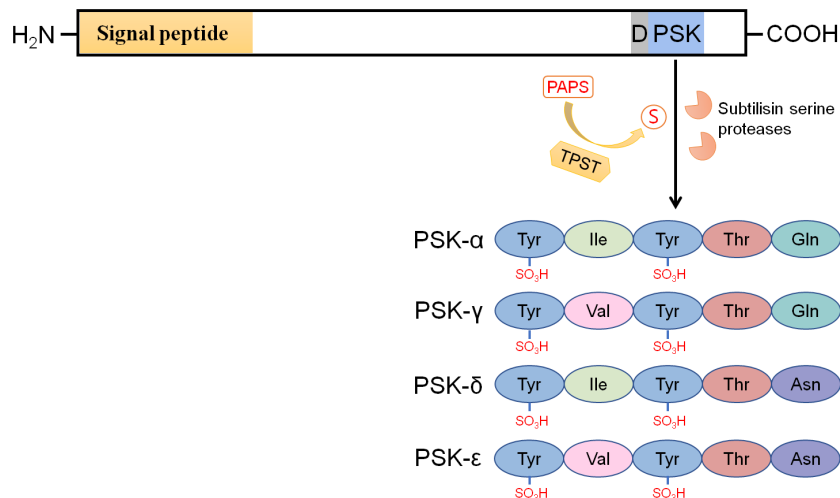 H₂N Signal peptide D PSK COOH
PAPS
S
Subtilisin serine
proteases
TPST
PSK-α Tyr Ile Tyr Thr Gln
SO₃H SO₃H
PSK-γ Tyr Val Tyr Thr Gln
SO₃H SO₃H
PSK-δ Tyr Ile Tyr Thr Asn
SO₃H SO₃H
PSK-ε Tyr Val Tyr Thr Asn
SO₃H SO₃H